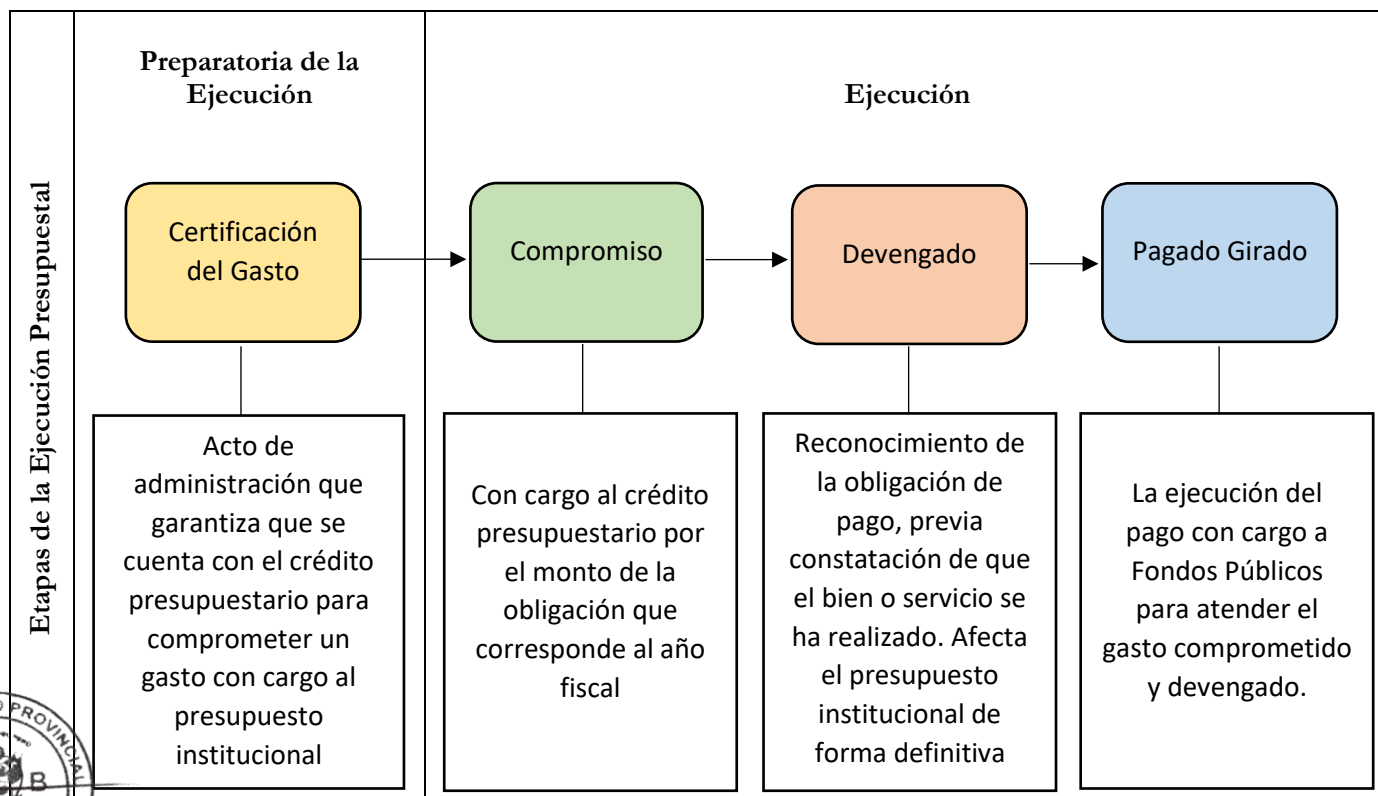 Etapas de la Ejecución Presupuestal
Preparatoria de la
Ejecución
Ejecución
Certificación
del Gasto
Compromiso
Devengado
Pagado Girado
Acto de
administración que
garantiza que se
cuenta con el crédito
presupuestario para
comprometer un
gasto con cargo al
presupuesto
institucional
Con cargo al crédito
presupuestario por
el monto de la
obligación que
corresponde al año
fiscal
Reconocimiento de
la obligación de
pago, previa
constatación de que
el bien o servicio se
ha realizado. Afecta
el presupuesto
institucional de
forma definitiva
La ejecución del
pago con cargo a
Fondos Públicos
para atender el
gasto comprometido
y devengado.
PROVINCIAL
B